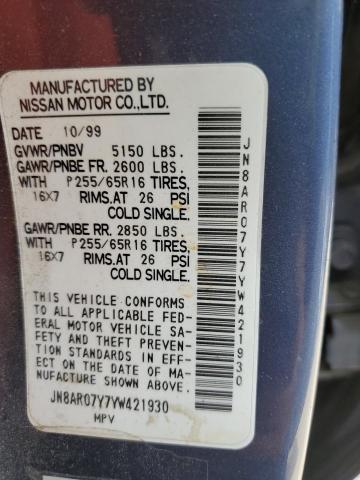 MANUFACTURED BY
NISSAN MOTOR CO.,LTD.
DATE 10/99
GVWR/PNBV 5150 LBS.
GAWR/PNBE FR. 2600 LBS.
WITH P255/65R16 TIRES,
16X7 RIMS,AT 26 PSI
COLD SINGLE.
GAWR/PNBE RR. 2850 LBS.
WITH P255/65R16 TIRES,
16X7 RIMS,AT 26 PSI
COLD SINGLE.
THIS VEHICLE CONFORMS
TO ALL APPLICABLE FED-
ERAL MOTOR VEHICLE SA-
FETY AND THEFT PREVENT-
ION STANDARDS IN EFF-
ECT ON THE DATE OF MA-
NUFACTURE SHOWN ABOVE.
JN8AR07Y7YW421930
MPV
JN8AR07Y7YW421930